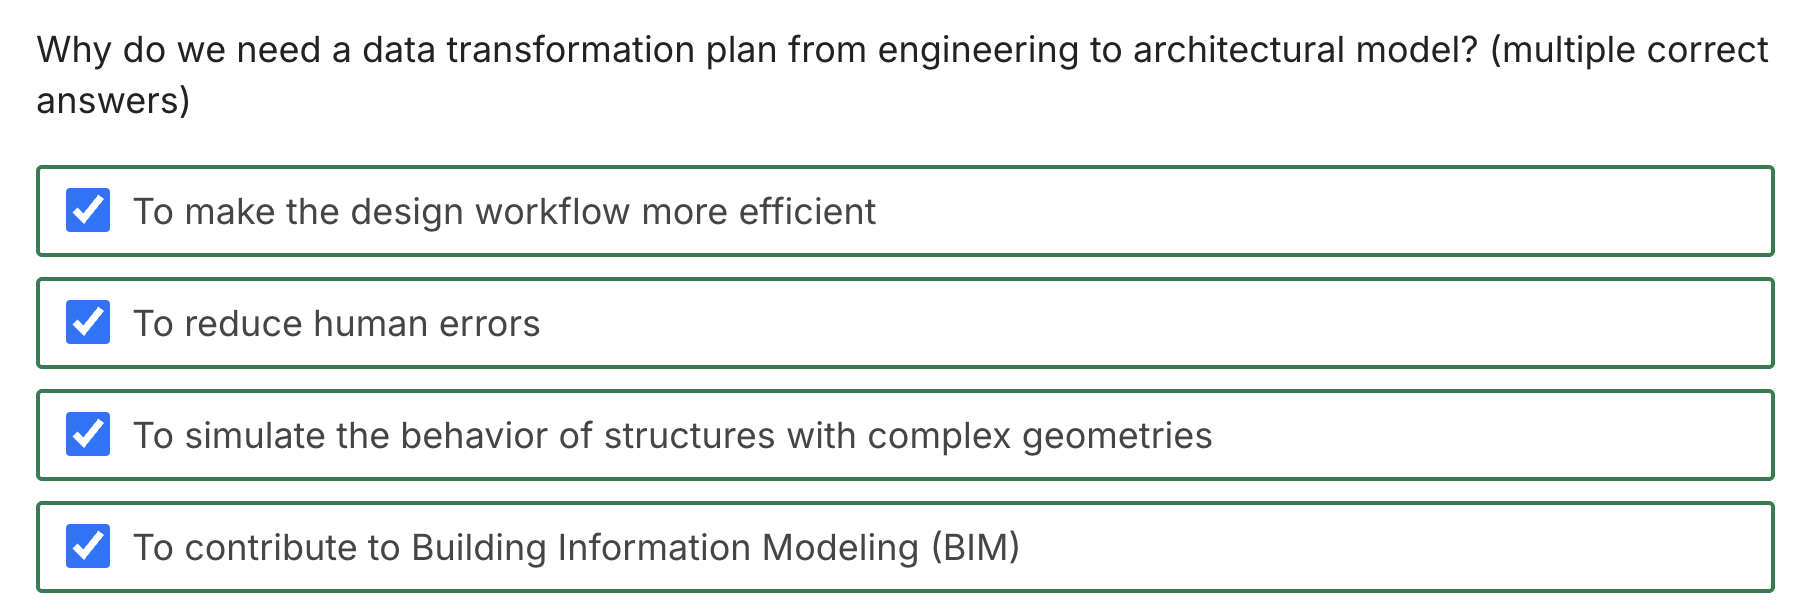 Why do we need a data transformation plan from engineering to architectural model? (multiple correct
answers)
To make the design workflow more efficient
To reduce human errors
To simulate the behavior of structures with complex geometries
To contribute to Building Information Modeling (BIM)